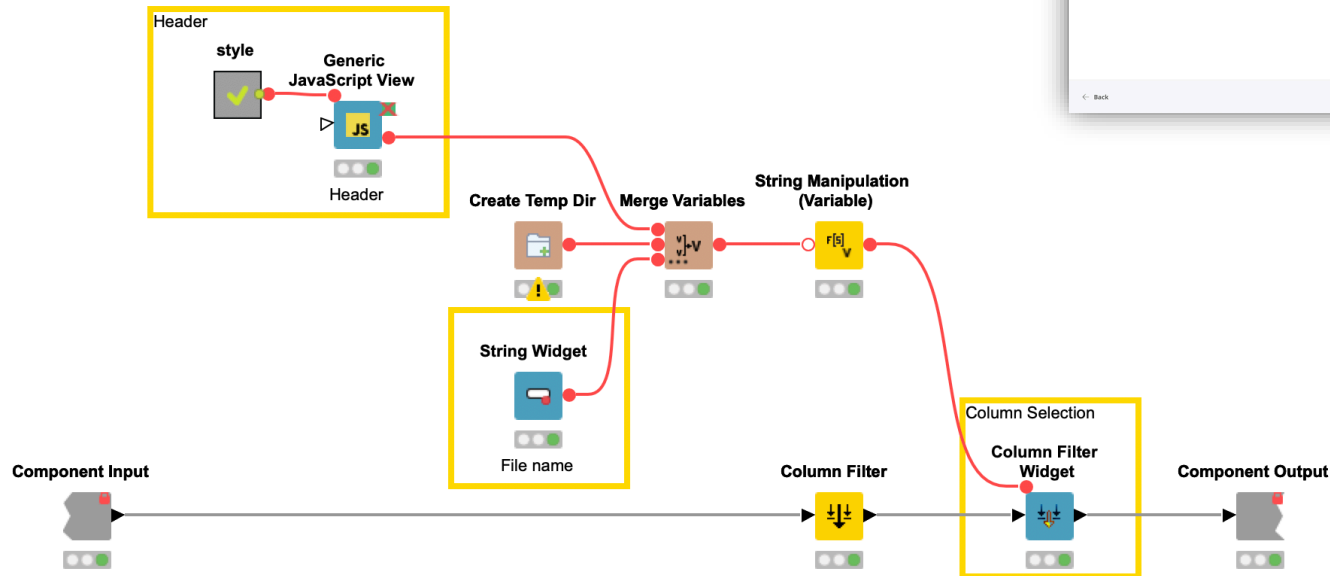 Header
style
Generic
JavaScript View
JS
Header
← Back
Create Temp Dir
Merge Variables
String Manipulation
(Variable)
v]
v]→V
F[S]
V
String Widget
File name
Column Selection
Component Input
Column Filter
Column Filter
Widget
Component Output